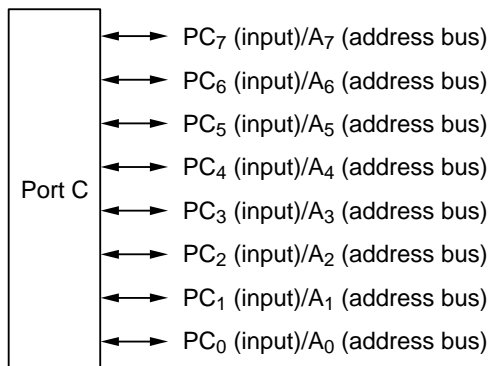 PC₇ (input)/A₇ (address bus)
PC₆ (input)/A₆ (address bus)
PC₅ (input)/A₅ (address bus)
PC₄ (input)/A₄ (address bus)
Port C
PC₃ (input)/A₃ (address bus)
PC₂ (input)/A₂ (address bus)
PC₁ (input)/A₁ (address bus)
PC₀ (input)/A₀ (address bus)